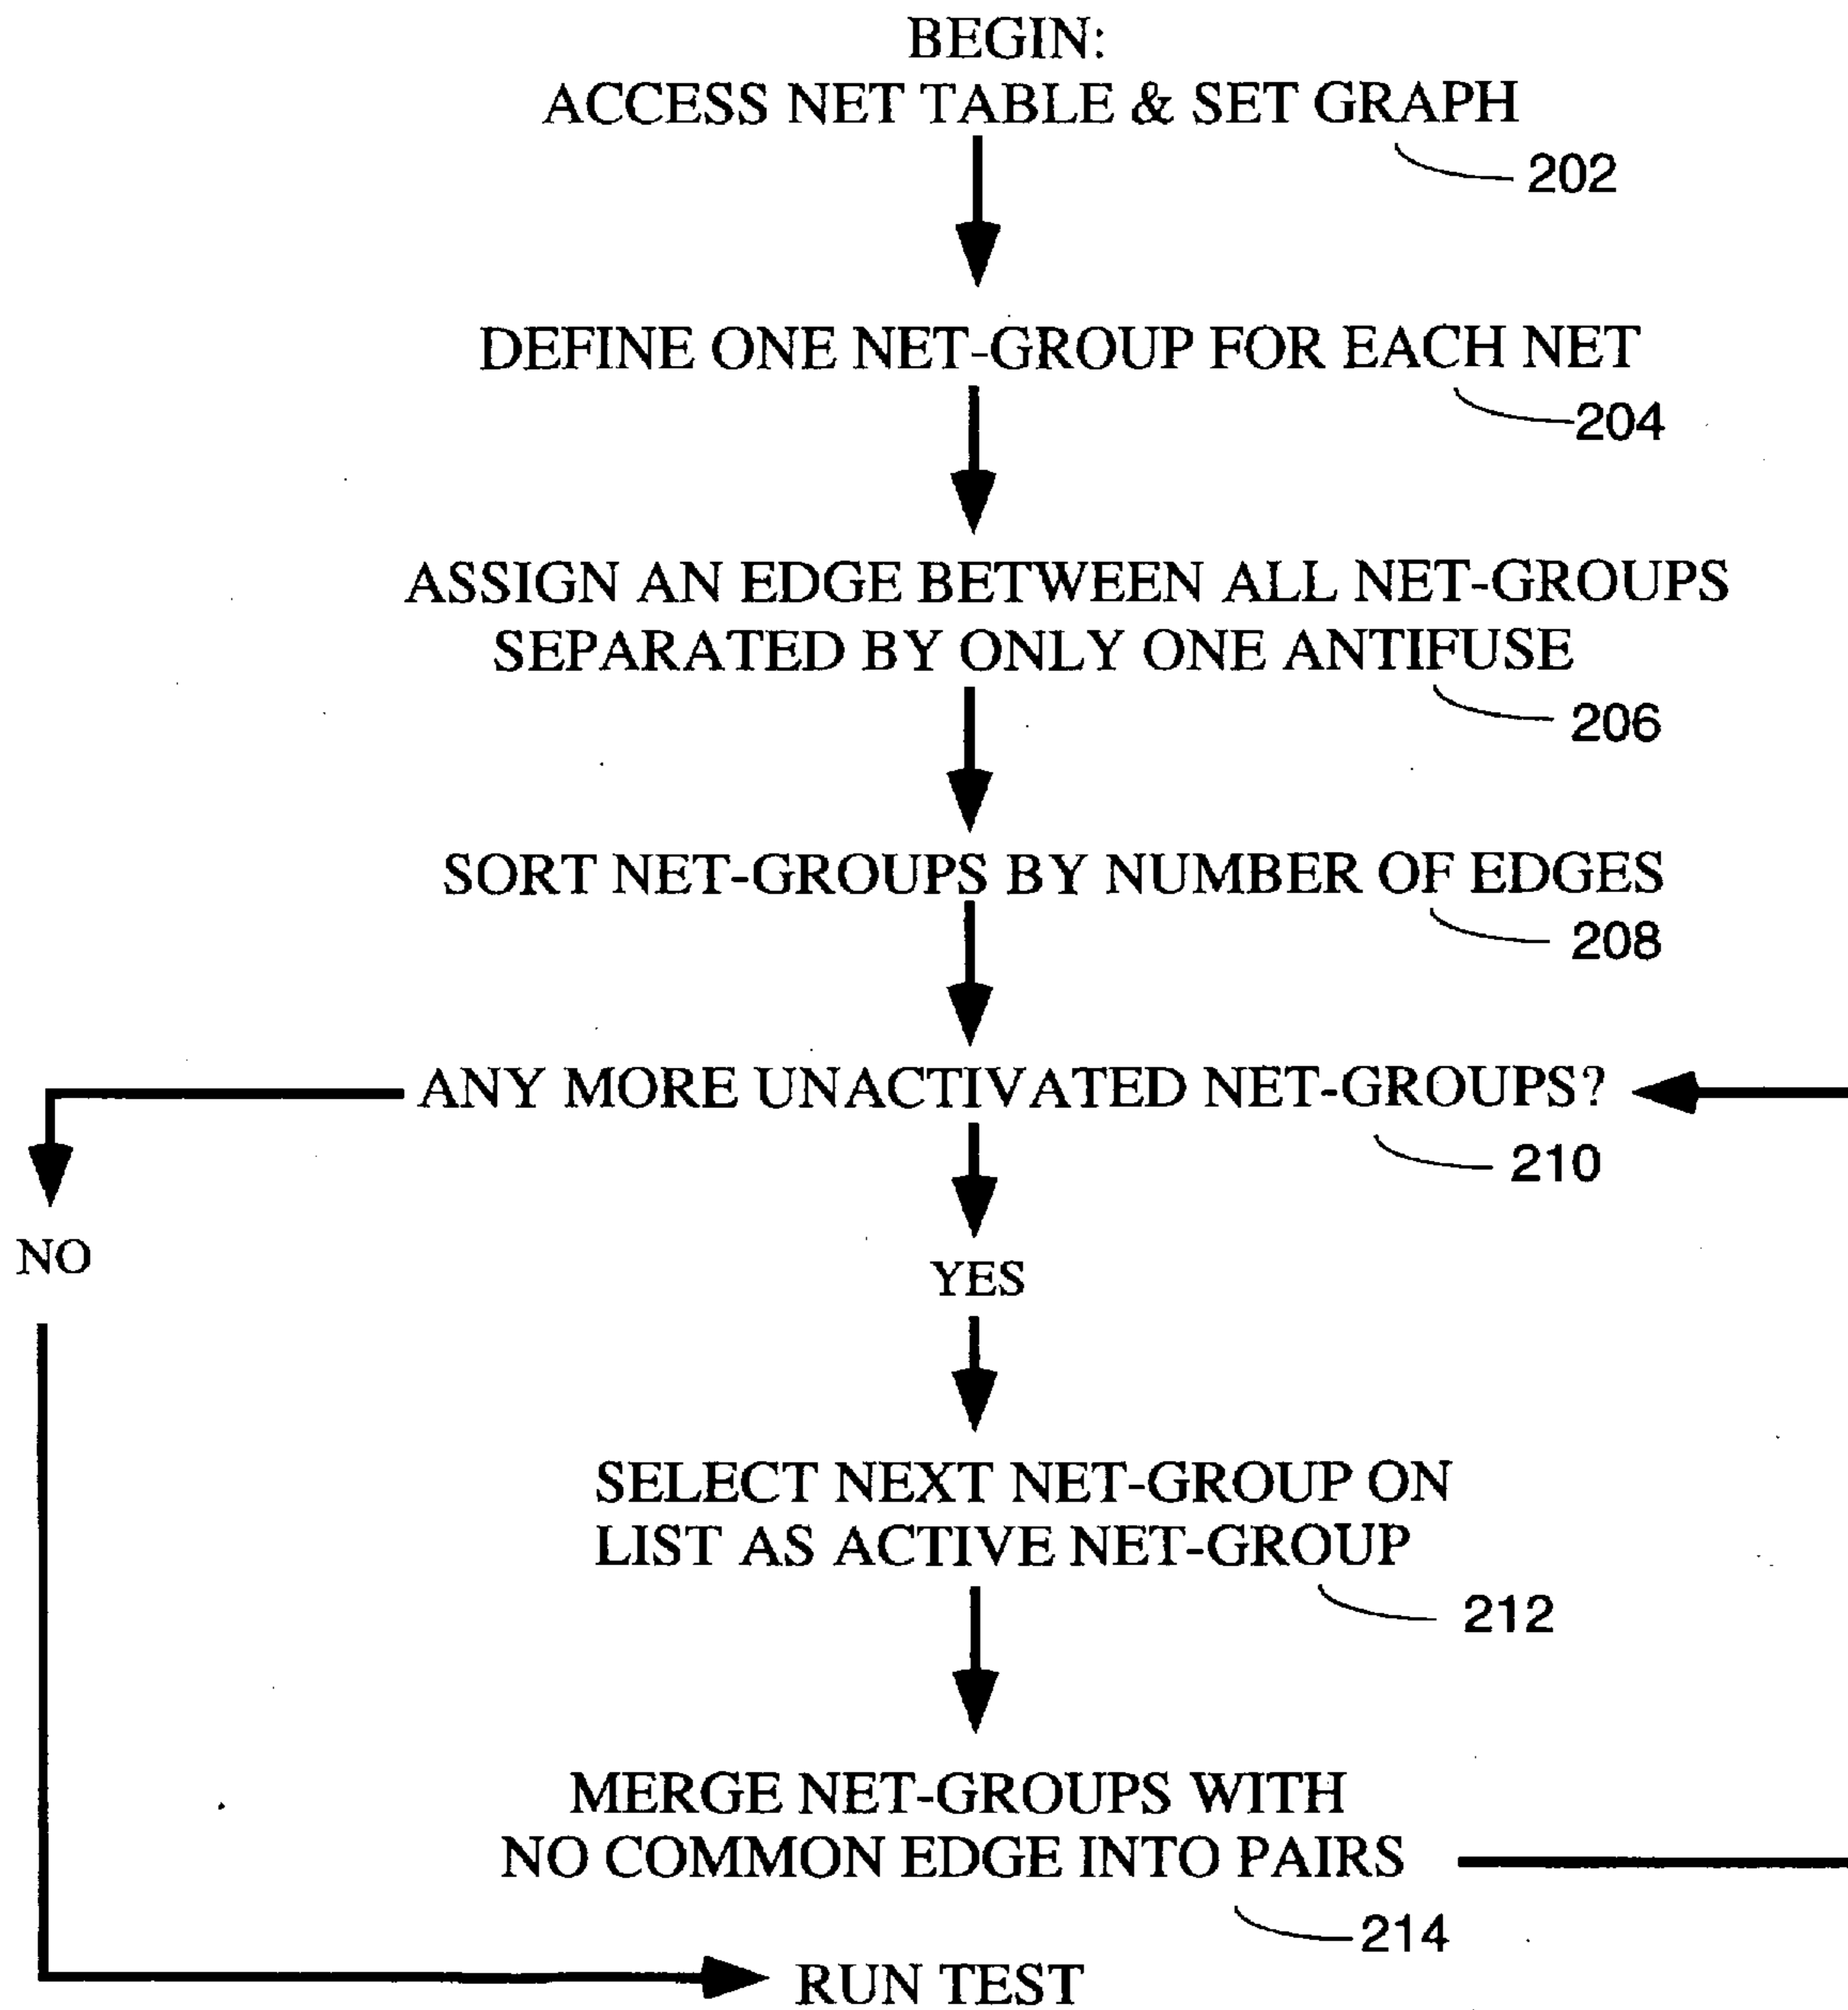 BEGIN:
ACCESS NET TABLE & SET GRAPH
202
DEFINE ONE NET-GROUP FOR EACH NET
204
ASSIGN AN EDGE BETWEEN ALL NET-GROUPS
SEPARATED BY ONLY ONE ANTIFUSE
206
SORT NET-GROUPS BY NUMBER OF EDGES
208
ANY MORE UNACTIVATED NET-GROUPS?
210
NO
YES
SELECT NEXT NET-GROUP ON
LIST AS ACTIVE NET-GROUP
212
MERGE NET-GROUPS WITH
NO COMMON EDGE INTO PAIRS
214
RUN TEST